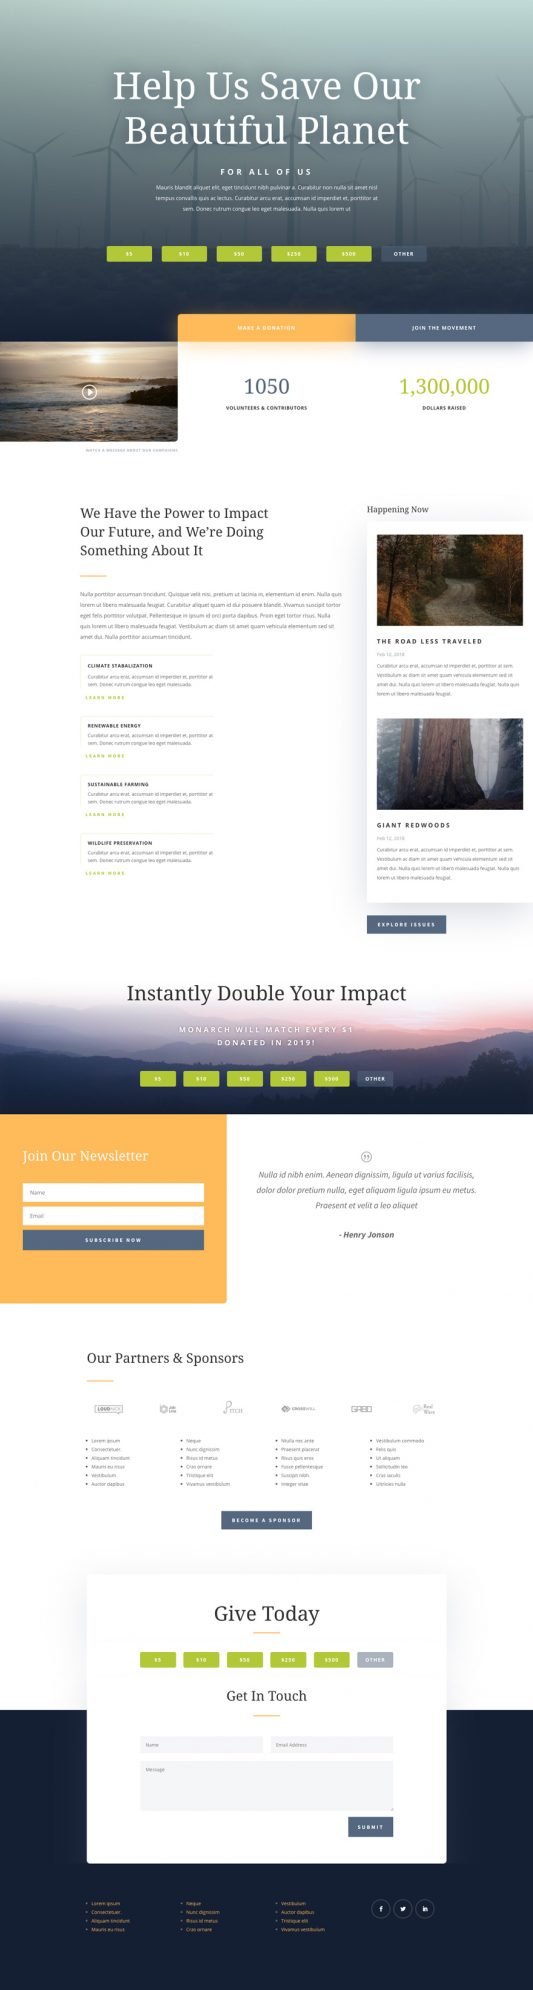 Help Us Save Our
Beautiful Planet
FOR ALL OF US
Mauris blandit aliquet elit, eget tincidunt nibh pulvinar a. Curabitur non nulla sit amet nisl
tempus convallis quis ac lectus. Curabitur arcu erat, accumsan id imperdiet et, porttitor at
sem. Donec rutrum congue leo eget malesuada. Nulla quis lorem ut
$5 $10 $50 $250 $500 OTHER
MAKE A DONATION
JOIN THE MOVEMENT
1050
VOLUNTEERS & CONTRIBUTORS
1,300,000
DOLLARS RAISED
WATCH A MESSAGE ABOUT OUR CAMPAIGNS
We Have the Power to Impact
Our Future, and We’re Doing
Something About It
Nulla porttitor accumsan tincidunt. Quisque velit nisi, pretium ut lacinia in, elementum id enim. Nulla quis
lorem ut libero malesuada feugiat. Curabitur aliquet quam id dui posuere blandit. Vivamus suscipit tortor
eget felis porttitor volutpat. Pellentesque in ipsum id orci porta dapibus. Proin eget tortor risus. Nulla
quis lorem ut libero malesuada feugiat. Vestibulum ac diam sit amet quam vehicula elementum sed sit
amet dui. Nulla porttitor accumsan tincidunt.
CLIMATE STABALIZATION
Curabitur arcu erat, accumsan id imperdiet et, porttitor at
sem. Donec rutrum congue leo eget malesuada.
LEARN MORE
RENEWABLE ENERGY
Curabitur arcu erat, accumsan id imperdiet et, porttitor at
sem. Donec rutrum congue leo eget malesuada.
LEARN MORE
SUSTAINABLE FARMING
Curabitur arcu erat, accumsan id imperdiet et, porttitor at
sem. Donec rutrum congue leo eget malesuada.
LEARN MORE
WILDLIFE PRESERVATION
Curabitur arcu erat, accumsan id imperdiet et, porttitor at
sem. Donec rutrum congue leo eget malesuada.
LEARN MORE
Happening Now
THE ROAD LESS TRAVELED
Feb 12, 2018
Curabitur arcu erat, accumsan id imperdiet et, porttitor at sem.
Vestibulum ac diam sit amet quam vehicula elementum sed sit
amet dui. Nulla quis lorem ut libero malesuada feugiat. Nulla quis
lorem ut libero malesuada feugiat.
GIANT REDWOODS
Feb 12, 2018
Curabitur arcu erat, accumsan id imperdiet et, porttitor at sem.
Vestibulum ac diam sit amet quam vehicula elementum sed sit
amet dui. Nulla quis lorem ut libero malesuada feugiat. Nulla quis
lorem ut libero malesuada feugiat.
EXPLORE ISSUES
Instantly Double Your Impact
MONARCH WILL MATCH EVERY $1
DONATED IN 2019!
$5 $10 $50 $250 $500 OTHER
Join Our Newsletter
Name
Email
SUBSCRIBE NOW
Nulla id nibh enim. Aenean dignissim, ligula ut varius facilisis,
dolor dolor pretium nulla, eget aliquam ligula ipsum eu metus.
Praesent et velit a leo aliquet
- Henry Jonson
Our Partners & Sponsors
LOUD
Lorem ipsum
Consectetuer.
Aliquam tincidunt
Mauris eu risus
Vestibulum
Auctor dapibus
Neque
Nunc dignissim
Risus id metus
Cras ornare
Tristique elit
Vivamus vestibulum
Ntulla nec ante
Praesent placerat
Risus quis eros
Fusce pellentesque
Suscipit nibh
Integer vitae
Vestibulum commodo
Felis quis
Ut aliquam
Sollicitudin leo
Cras iaculis
Ultricies nulla
BECOME A SPONSOR
Give Today
$5 $10 $50 $250 $500 OTHER
Get In Touch
Name
Email Address
Message
SUBMIT
Lorem ipsum
Consectetuer.
Aliquam tincidunt
Mauris eu risus
Neque
Nunc dignissim
Risus id metus
Cras ornare
Vestibulum
Auctor dapibus
Tristique elit
Vivamus vestibulum